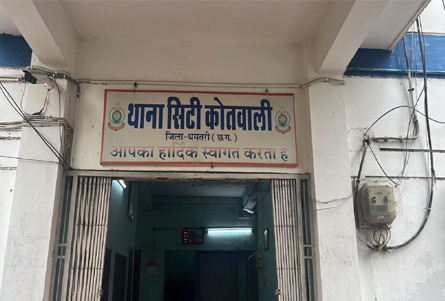 थाना सिटी कोतवाली
जिला-धमतरी (छ.ग.)
आपका हार्दिक स्वागत करता है